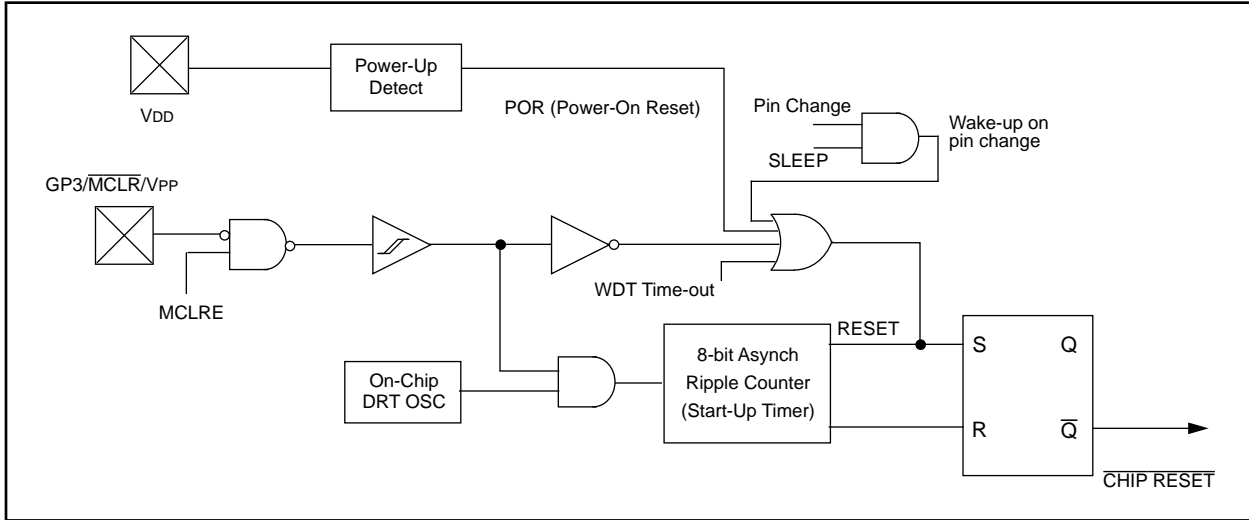 Power-Up
Detect
VDD
POR (Power-On Reset)
Pin Change
SLEEP
Wake-up on
pin change
GP3/MCLR/VPP
MCLRE
WDT Time-out
RESET
On-Chip
DRT OSC
8-bit Asynch
Ripple Counter
(Start-Up Timer)
S Q
R Q
CHIP RESET